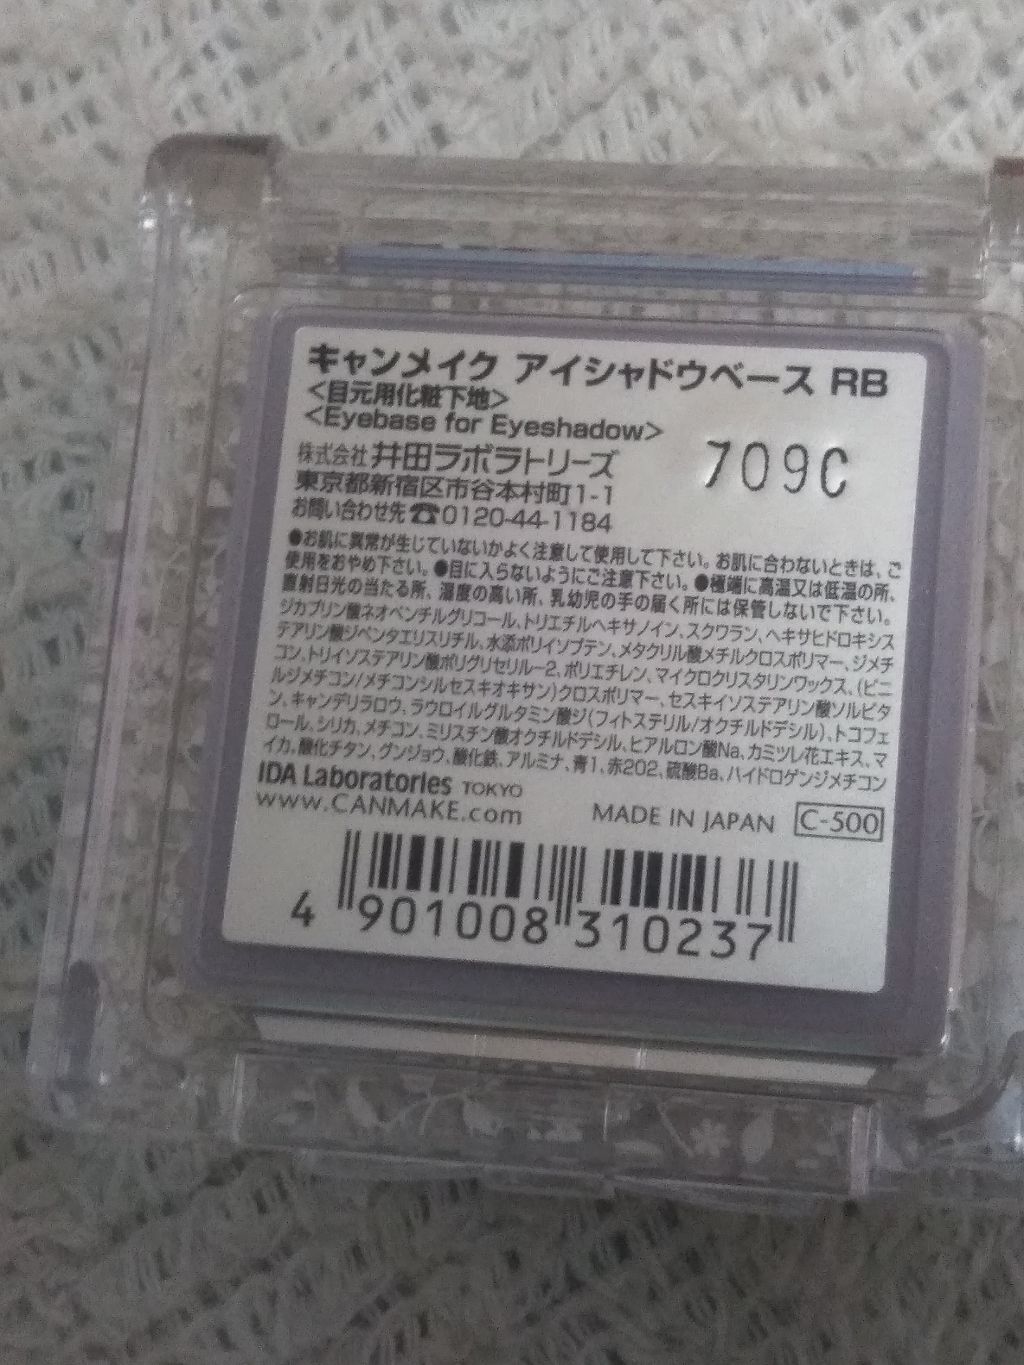 キャンメイク アイシャドウベース RB
<目元用化粧下地>
<Eyebase for Eyeshadow>
709C
株式会社 井田ラボラトリーズ
東京都新宿区市谷本村町1-1
お問い合わせ先☎0120-44-1184
●お肌に異常が生じていないかよく注意して使用して下さい。お肌に合わないときは、ご
使用をおやめ下さい。●目に入らないようにご注意下さい。●極端に高温又は低温の所、
直射日光の当たる所、湿度の高い所、乳幼児の手の届く所には保管しないで下さい。
ジカプリン酸ネオペンチルグリコール、トリエチルヘキサノイン、スクワラン、ヘキサヒドロキシス
テアリン酸ジペンタエリスリチル、水添ポリイソブテン、メタクリル酸メチルクロスポリマー、ジメチ
コン、トリイソステアリン酸ポリグリセリル－2、ポリエチレン、マイクロクリスタリンワックス、(ビニ
ルジメチコン/メチコンシルセスキオキサン)クロスポリマー、セスキイソステアリン酸ソルビタ
ン、キャンデリラロウ、ラウロイルグルタミン酸ジ(フィトステリル/オクチルドデシル)、トコフェ
ロール、シリカ、メチコン、ミリスチン酸オクチルドデシル、ヒアルロン酸Na、カミツレ花エキス、マ
イカ、酸化チタン、グンジョウ、酸化鉄、アルミナ、青1、赤202、硫酸Ba、ハイドロゲンジメチコン
IDA Laboratories TOKYO
www.CANMAKE.com
MADE IN JAPAN C-500
4 901008 310237